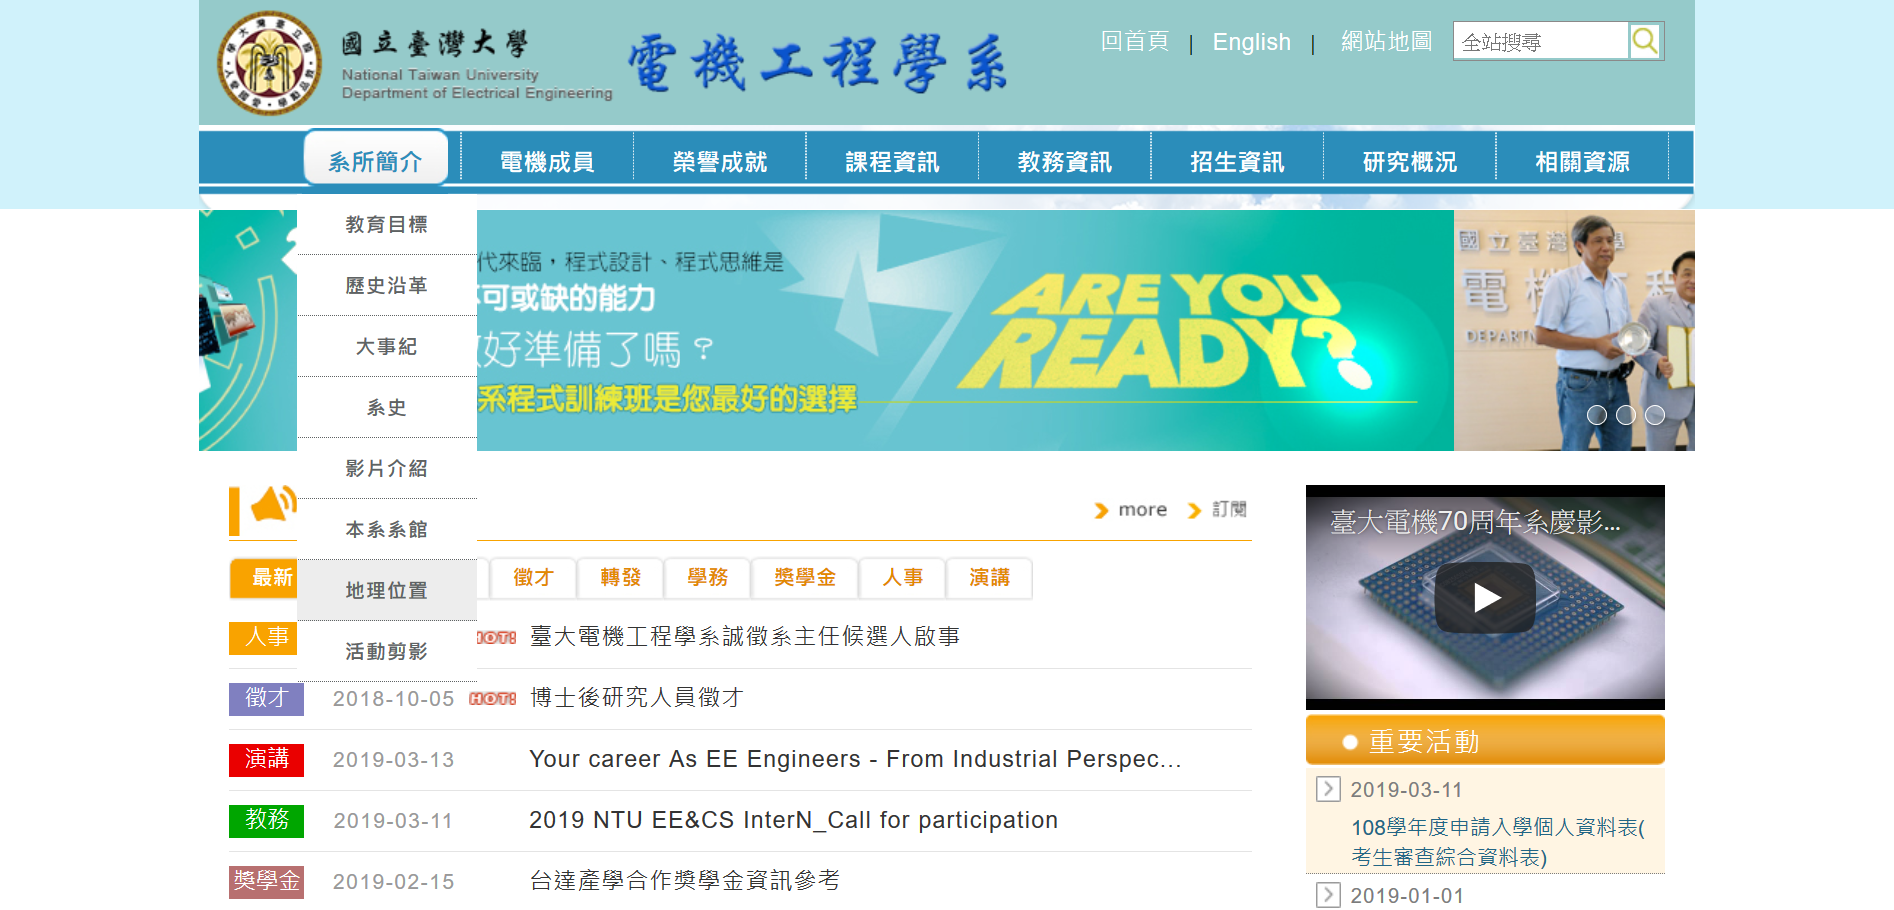 國立臺灣大學
National Taiwan University
Department of Electrical Engineering
電機工程學系
回首頁 | English | 網站地圖
全站搜尋
系所簡介 電機成員 榮譽成就 課程資訊 教務資訊 招生資訊 研究概況 相關資源
教育目標
歷史沿革
大事紀
系史
影片介紹
本系系館
地理位置
活動剪影
代來臨，程式設計、程式思維是
可或缺的能力
好準備了嗎？
系程式訓練班是您最好的選擇
ARE YOU
READY?
國立臺灣 學
電機 程
DEPARTM
more 訂閱
最新 徵才 轉發 學務 獎學金 人事 演講
人事 HOT! 臺大電機工程學系誠徵系主任候選人啟事
徵才 2018-10-05 HOT! 博士後研究人員徵才
演講 2019-03-13 Your career As EE Engineers - From Industrial Perspec...
教務 2019-03-11 2019 NTU EE&CS InterN_Call for participation
獎學金 2019-02-15 台達產學合作獎學金資訊參考
臺大電機70周年系慶影...
重要活動
2019-03-11
108學年度申請入學個人資料表(
考生審查綜合資料表)
2019-01-01